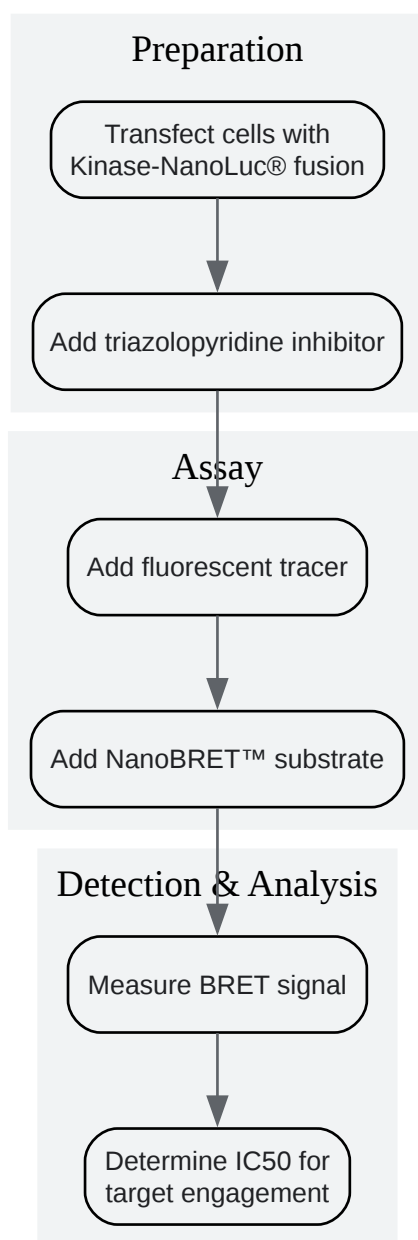 Preparation
Transfect cells with
Kinase-NanoLuc® fusion
Add triazolopyridine inhibitor
Assay
Add fluorescent tracer
Add NanoBRET™ substrate
Detection & Analysis
Measure BRET signal
Determine IC50 for
target engagement